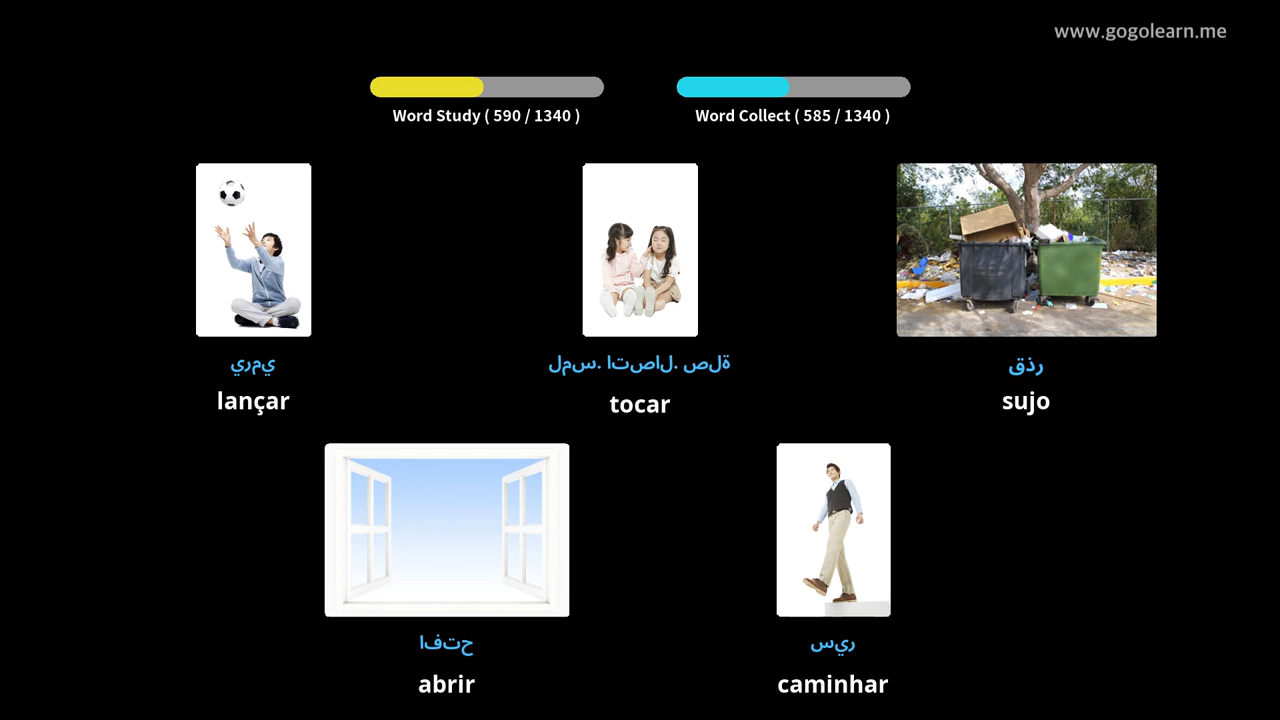 www.gogolearn.me
Word Study ( 590 / 1340 )
Word Collect ( 585 / 1340 )
يرمي
لمس. اتصال. صلة
قذر
lançar
tocar
sujo
افتح
سير
abrir
caminhar